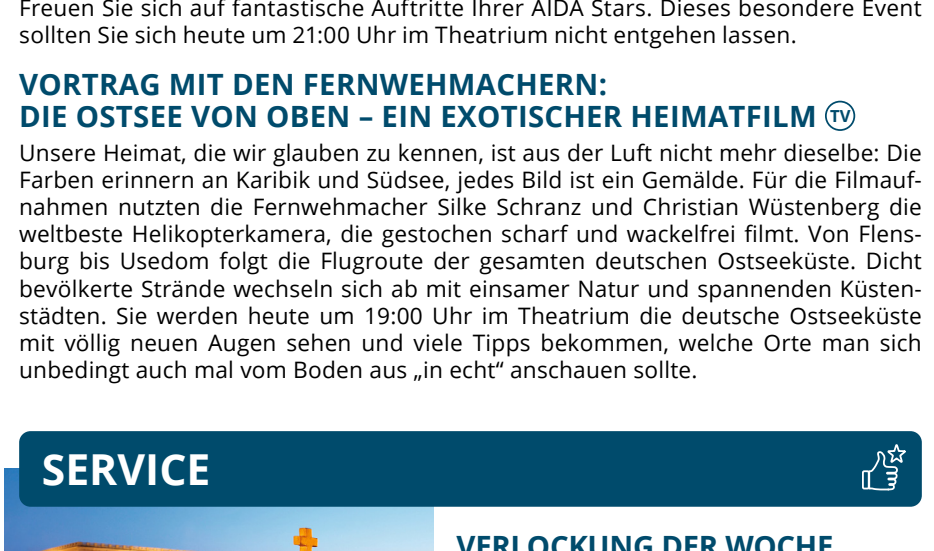 Freuen Sie sich auf fantastische Auftritte Ihrer AIDA Stars. Dieses besondere Event
sollten Sie sich heute um 21:00 Uhr im Theatrium nicht entgehen lassen.
VORTRAG MIT DEN FERNWEHMACHERN:
DIE OSTSEE VON OBEN – EIN EXOTISCHER HEIMATFILM TV
Unsere Heimat, die wir glauben zu kennen, ist aus der Luft nicht mehr dieselbe: Die
Farben erinnern an Karibik und Südsee, jedes Bild ist ein Gemälde. Für die Filmauf-
nahmen nutzten die Fernwehmacher Silke Schranz und Christian Wüstenberg die
weltbeste Helikopterkamera, die gestochen scharf und wackelfrei filmt. Von Flens-
burg bis Usedom folgt die Flugroute der gesamten deutschen Ostseeküste. Dicht
bevölkerte Strände wechseln sich ab mit einsamer Natur und spannenden Küsten-
städten. Sie werden heute um 19:00 Uhr im Theatrium die deutsche Ostseeküste
mit völlig neuen Augen sehen und viele Tipps bekommen, welche Orte man sich
unbedingt auch mal vom Boden aus „in echt“ anschauen sollte.
SERVICE
VERLOCKUNG DER WOCHE